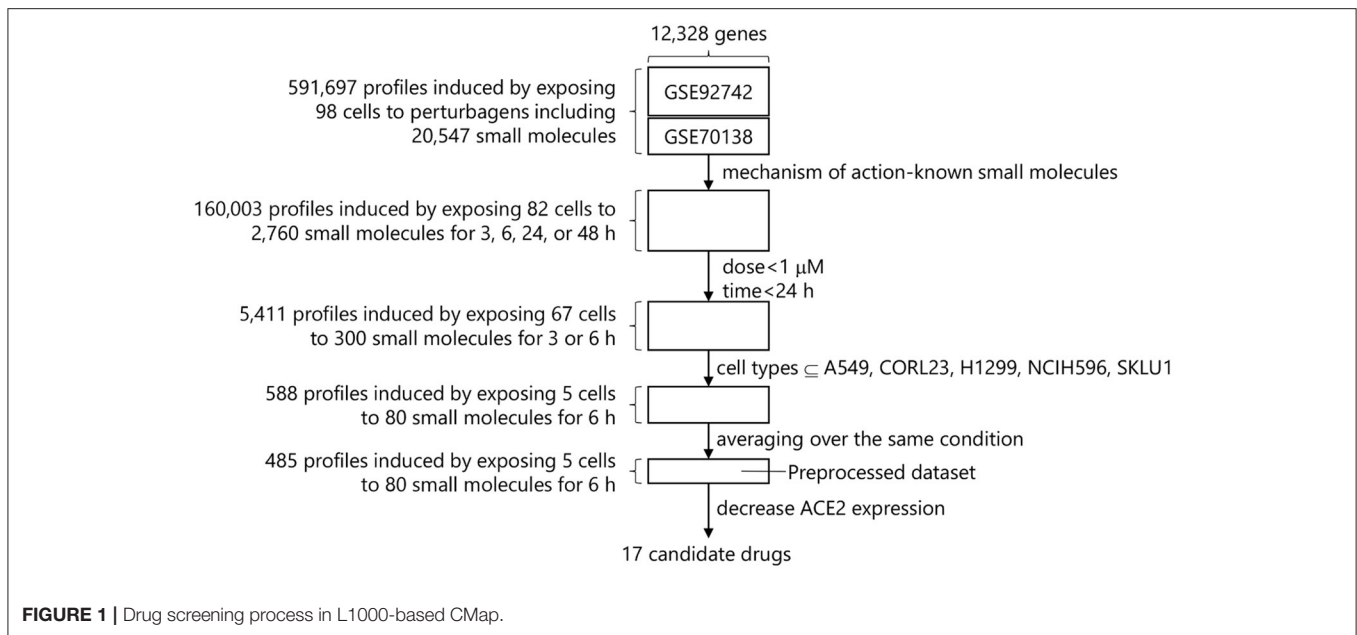 12,328 genes
591,697 profiles induced by exposing
98 cells to perturbagens including
20,547 small molecules
GSE92742
GSE70138
mechanism of action-known small molecules
160,003 profiles induced by exposing 82 cells to
2,760 small molecules for 3, 6, 24, or 48 h
dose<1 μM
time<24 h
5,411 profiles induced by exposing 67 cells
to 300 small molecules for 3 or 6 h
cell types ⊆ A549, CORL23, H1299, NCIH596, SKLU1
588 profiles induced by exposing 5 cells
to 80 small molecules for 6 h
averaging over the same condition
485 profiles induced by exposing 5 cells
to 80 small molecules for 6 h
Preprocessed dataset
decrease ACE2 expression
17 candidate drugs
FIGURE 1 | Drug screening process in L1000-based CMap.